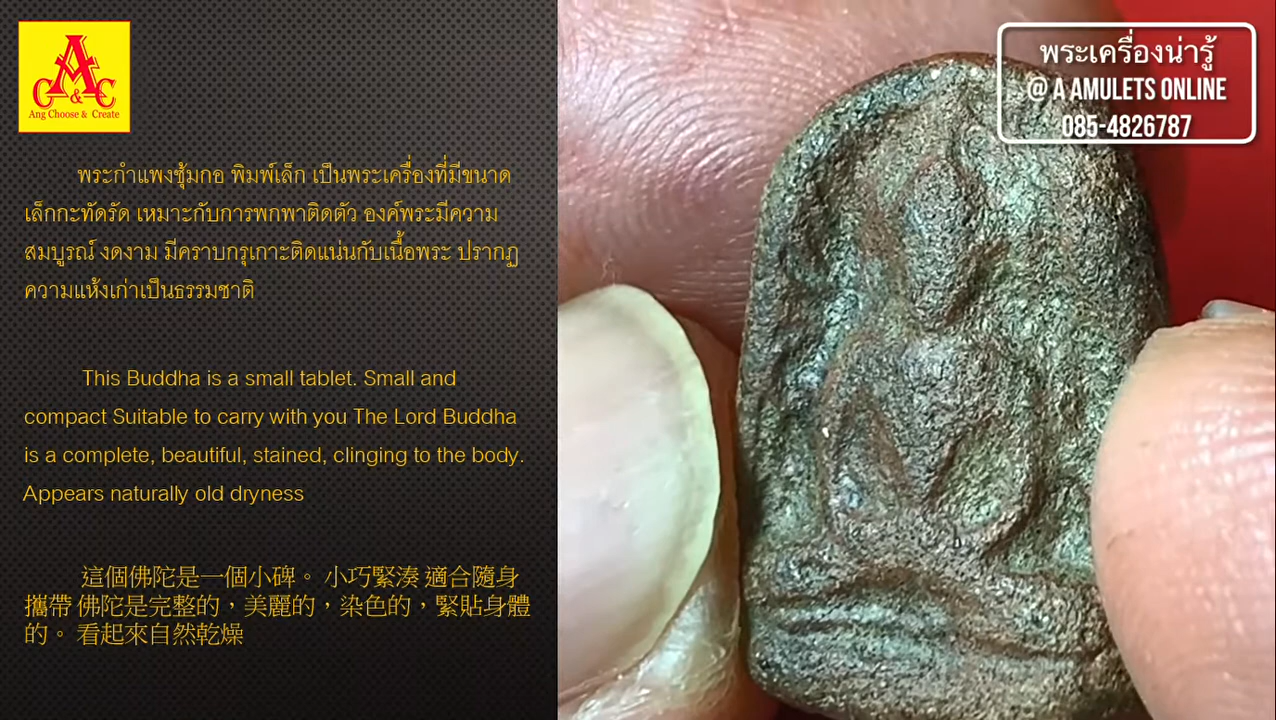 A
C & C
Ang Choose & Create
พระเครื่องน่ารู้
@ A AMULETS ONLINE
085-4826787
พระกำแพงซุ้มกอ พิมพ์เล็ก เป็นพระเครื่องที่มีขนาด
เล็กกะทัดรัด เหมาะกับการพกพาติดตัว องค์พระมีความ
สมบูรณ์ งดงาม มีคราบกรุเกาะติดแน่นกับเนื้อพระ ปรากฏ
ความแห้งเก่าเป็นธรรมชาติ
This Buddha is a small tablet. Small and
compact Suitable to carry with you The Lord Buddha
is a complete, beautiful, stained, clinging to the body.
Appears naturally old dryness
這個佛陀是一個小碑。 小巧緊湊 適合隨身
攜帶 佛陀是完整的，美麗的，染色的，緊貼身體
的。 看起來自然乾燥